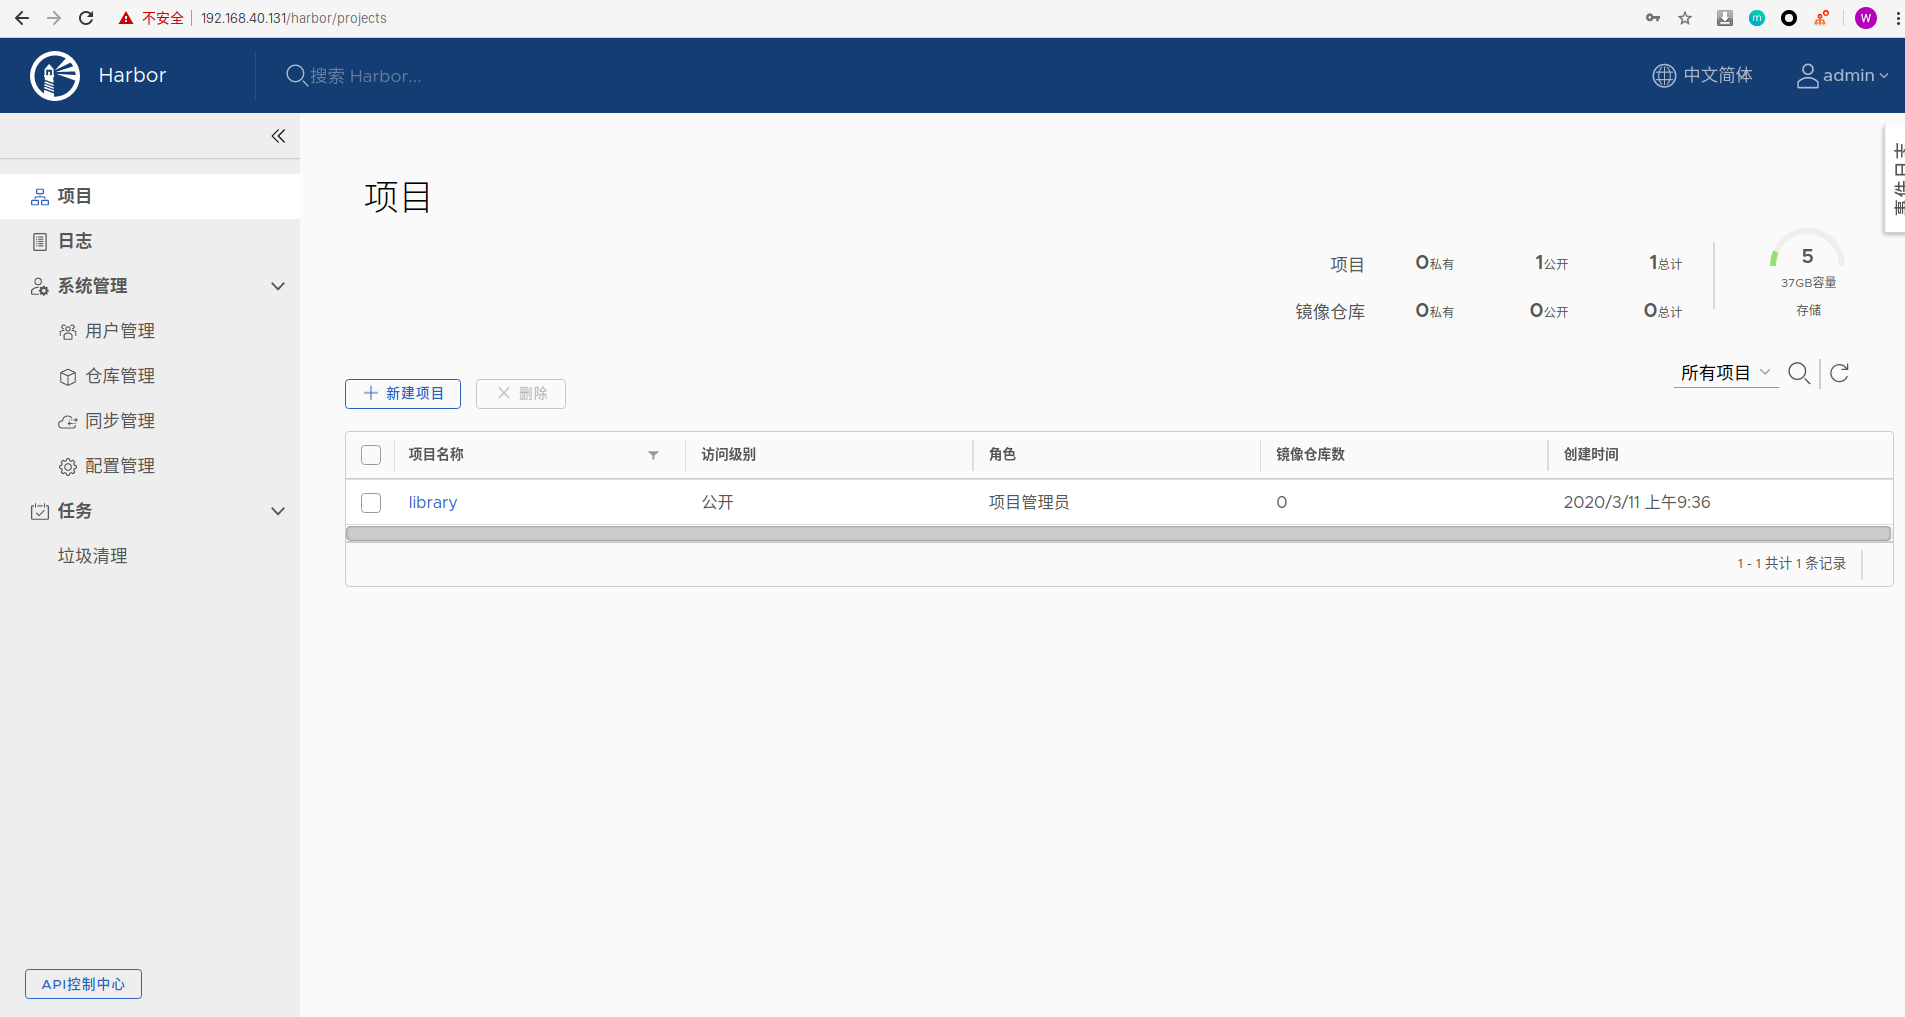 不安全 192.168.40.131/harbor/projects
m
W
Harbor
搜索 Harbor...
中文简体
admin
事件日志
项目
日志
系统管理
用户管理
仓库管理
同步管理
配置管理
任务
垃圾清理
API控制中心
项目
项目 0私有 1公开 1总计
镜像仓库 0私有 0公开 0总计
5
37GB容量
存储
所有项目
新建项目 删除
项目名称 访问级别 角色 镜像仓库数 创建时间
library 公开 项目管理员 0 2020/3/11 上午9:36
1 - 1 共计 1 条记录